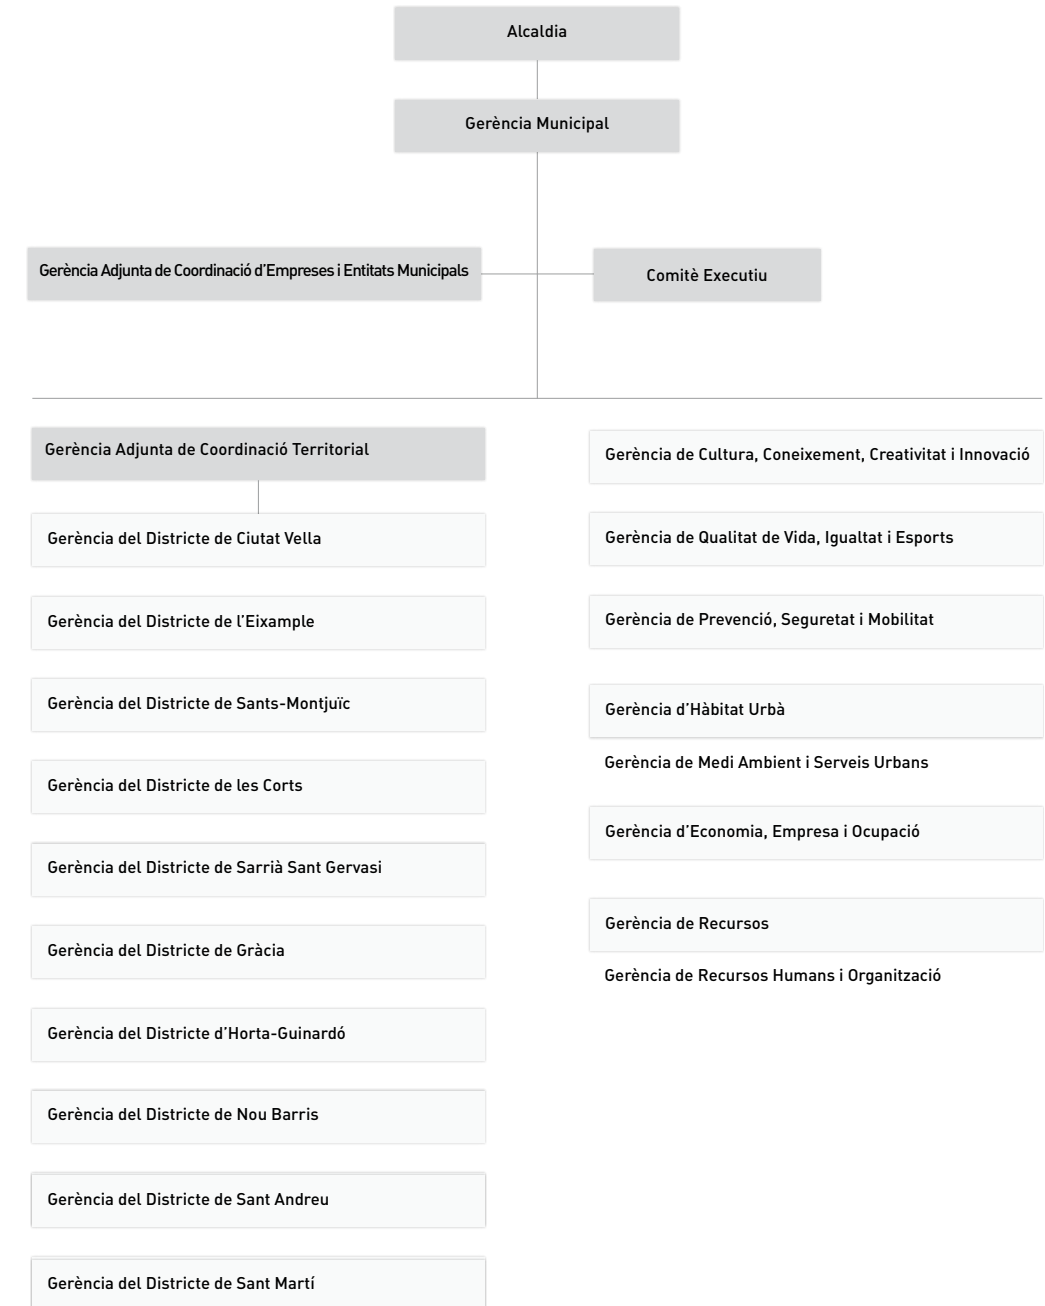 Alcaldia
Gerència Municipal
Gerència Adjunta de Coordinació d'Empreses i Entitats Municipals
Comitè Executiu
Gerència Adjunta de Coordinació Territorial
Gerència del Districte de Ciutat Vella
Gerència del Districte de l'Eixample
Gerència del Districte de Sants-Montjuïc
Gerència del Districte de les Corts
Gerència del Districte de Sarrià Sant Gervasi
Gerència del Districte de Gràcia
Gerència del Districte d'Horta-Guinardó
Gerència del Districte de Nou Barris
Gerència del Districte de Sant Andreu
Gerència del Districte de Sant Martí
Gerència de Cultura, Coneixement, Creativitat i Innovació
Gerència de Qualitat de Vida, Igualtat i Esports
Gerència de Prevenció, Seguretat i Mobilitat
Gerència d'Hàbitat Urbà
Gerència de Medi Ambient i Serveis Urbans
Gerència d'Economia, Empresa i Ocupació
Gerència de Recursos
Gerència de Recursos Humans i Organització